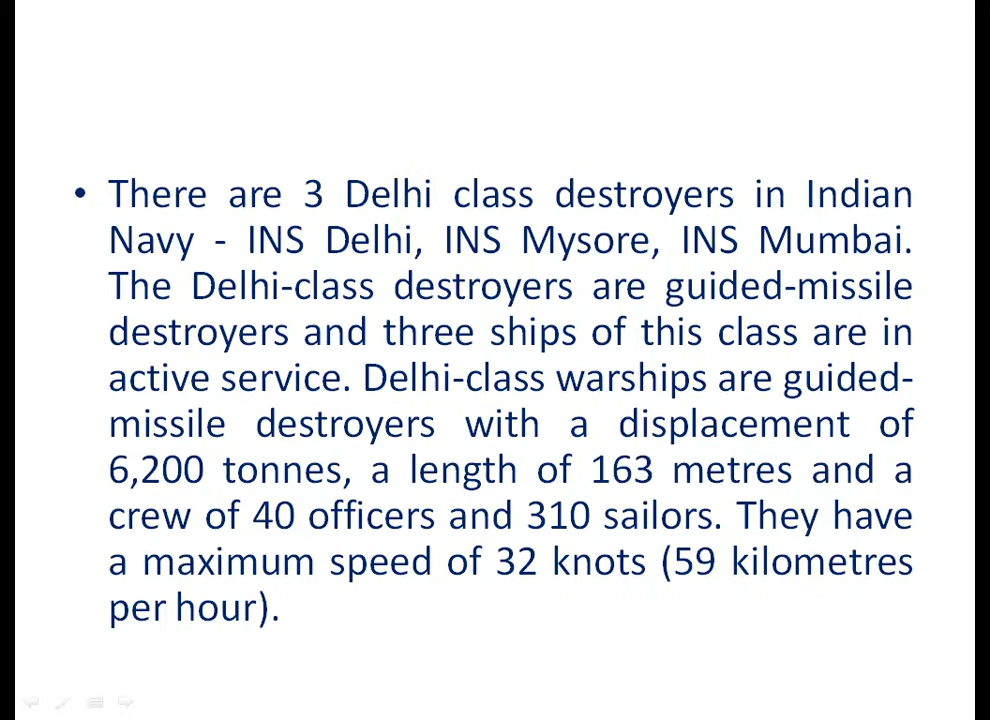 • There are 3 Delhi class destroyers in Indian
Navy - INS Delhi, INS Mysore, INS Mumbai.
The Delhi-class destroyers are guided-missile
destroyers and three ships of this class are in
active service. Delhi-class warships are guided-
missile destroyers with a displacement of
6,200 tonnes, a length of 163 metres and a
crew of 40 officers and 310 sailors. They have
a maximum speed of 32 knots (59 kilometres
per hour).